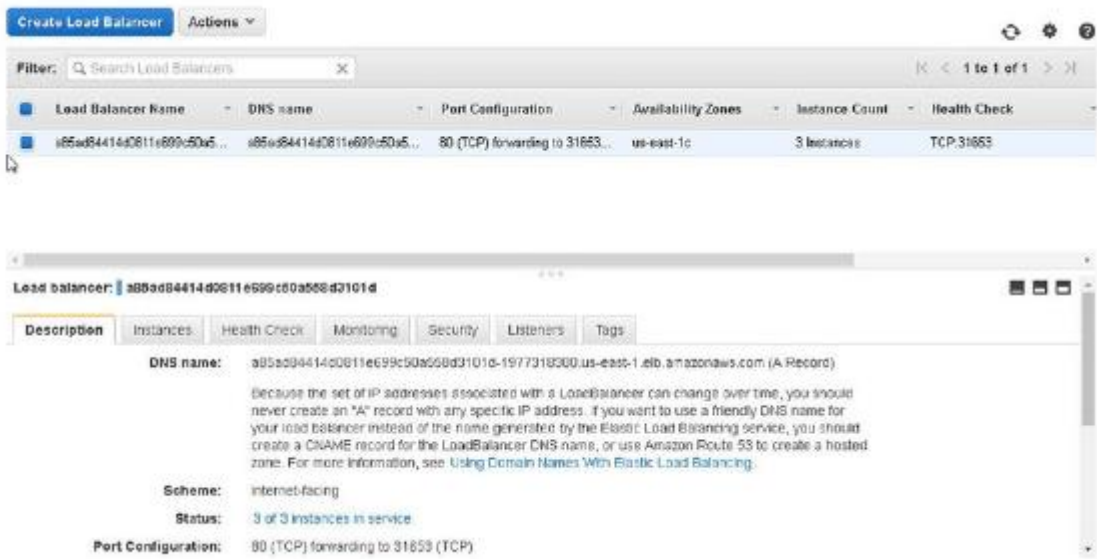 Create Load Balancer Actions
Filter: Search Load Balancers 1 to 1 of 1
Load Balancer Name DNS name Port Configuration Availability Zones Instance Count Health Check
80 (TCP) forwarding to 31653... us-east-1c 3 Instances TCP:31653
Load balancer:
Description Instances Health Check Monitoring Security Listeners Tags
DNS name: (A Record)
Because the set of IP addresses associated with a LoadBalancer can change over time, you should
never create an "A" record with any specific IP address. If you want to use a friendly DNS name for
your load balancer instead of the name generated by the Elastic Load Balancing service, you should
create a CNAME record for the LoadBalancer DNS name, or use Amazon Route 53 to create a hosted
zone. For more information, see Using Domain Names With Elastic Load Balancing.
Scheme: internet-facing
Status: 3 of 3 instances in service
Port Configuration: 80 (TCP) forwarding to 31653 (TCP)